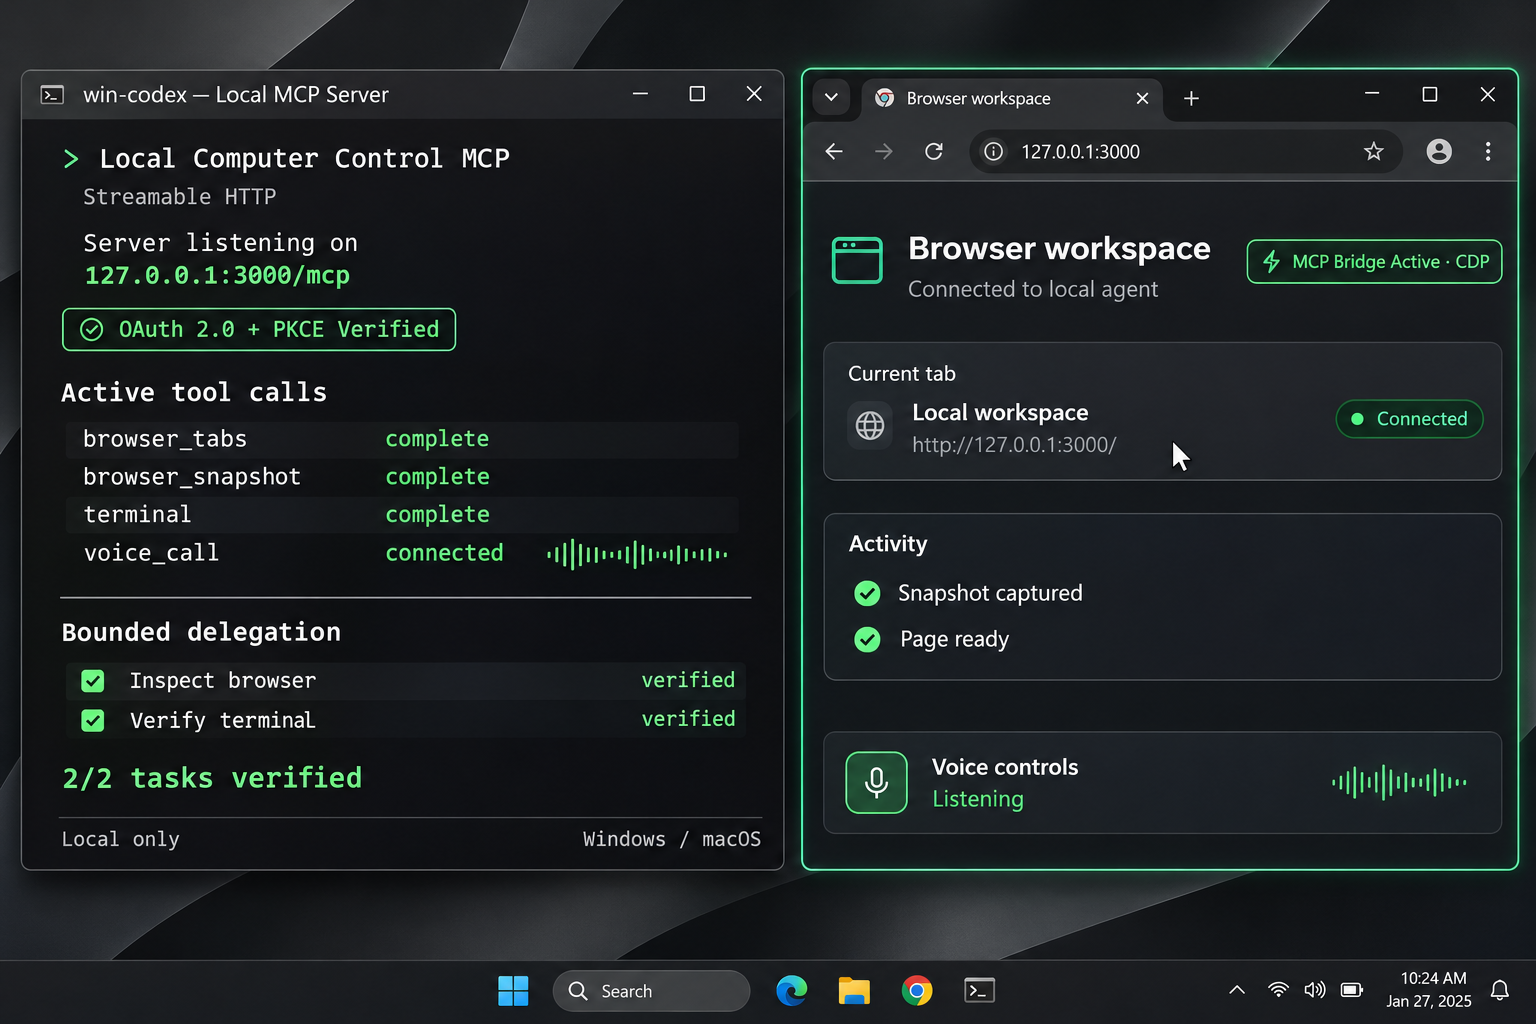 win-codex — Local MCP Server
> Local Computer Control MCP
Streamable HTTP
Server listening on
127.0.0.1:3000/mcp
OAuth 2.0 + PKCE Verified
Active tool calls
browser_tabs complete
browser_snapshot complete
terminal complete
voice_call connected
Bounded delegation
Inspect browser verified
Verify terminal verified
2/2 tasks verified
Local only Windows / macOS
Browser workspace
127.0.0.1:3000
Browser workspace
Connected to local agent
MCP Bridge Active · CDP
Current tab
Local workspace
http://127.0.0.1:3000/
Connected
Activity
Snapshot captured
Page ready
Voice controls
Listening
Search
10:24 AM
Jan 27, 2025